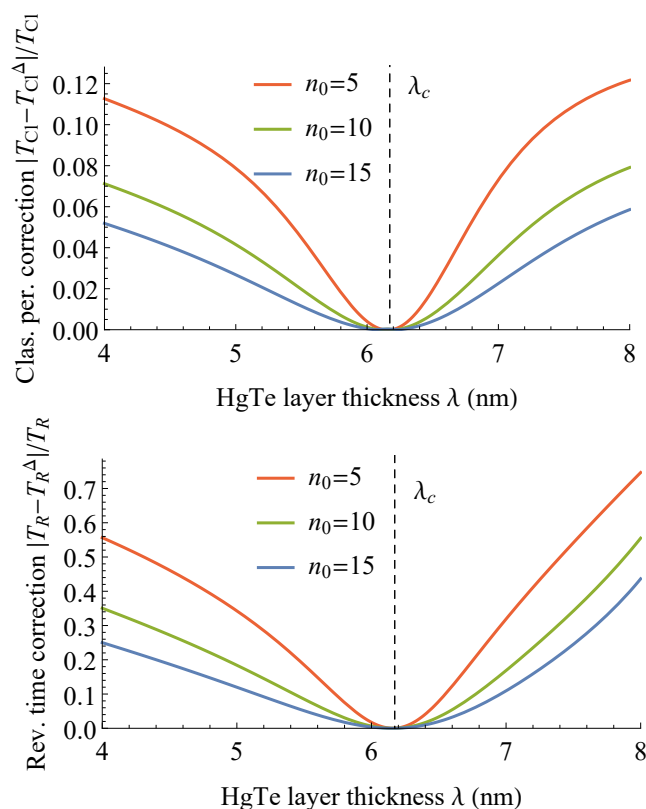 Clas. per. correction |T_Cl−T_Cl^Δ|/T_Cl
0.12
0.10
0.08
0.06
0.04
0.02
0.00
n₀=5
n₀=10
n₀=15
λ_c
4 5 6 7 8
HgTe layer thickness λ (nm)
Rev. time correction |T_R−T_R^Δ|/T_R
0.7
0.6
0.5
0.4
0.3
0.2
0.1
0.0
n₀=5
n₀=10
n₀=15
λ_c
4 5 6 7 8
HgTe layer thickness λ (nm)